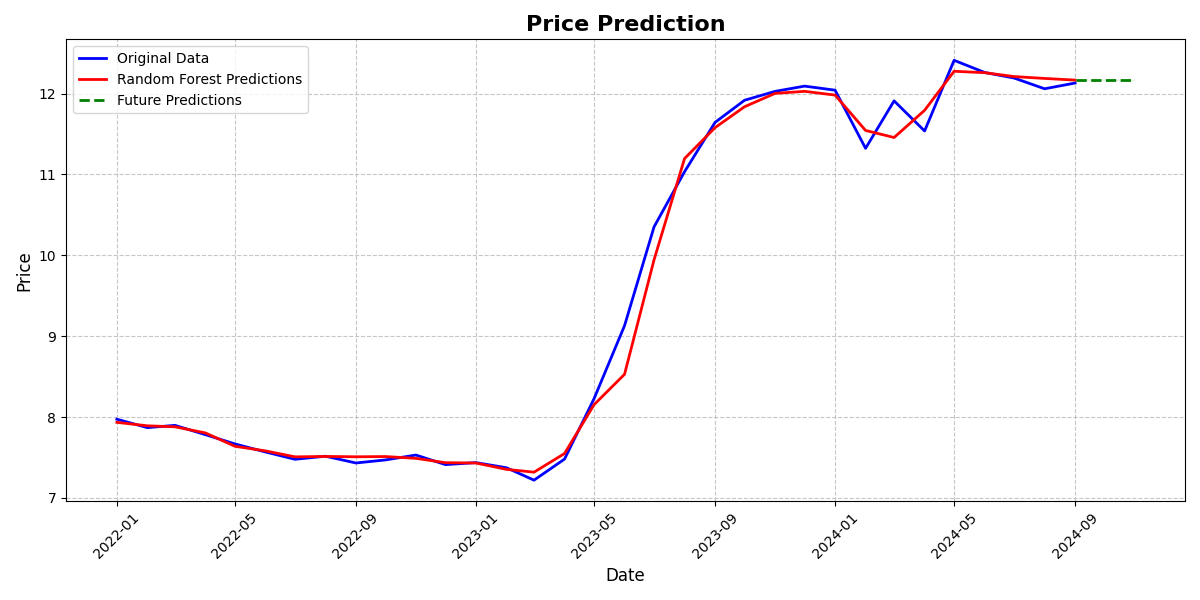 Price Prediction
Original Data
Random Forest Predictions
Future Predictions
Price
12
11
10
9
8
7
2022-01
2022-05
2022-09
2023-01
2023-05
2023-09
2024-01
2024-05
2024-09
Date